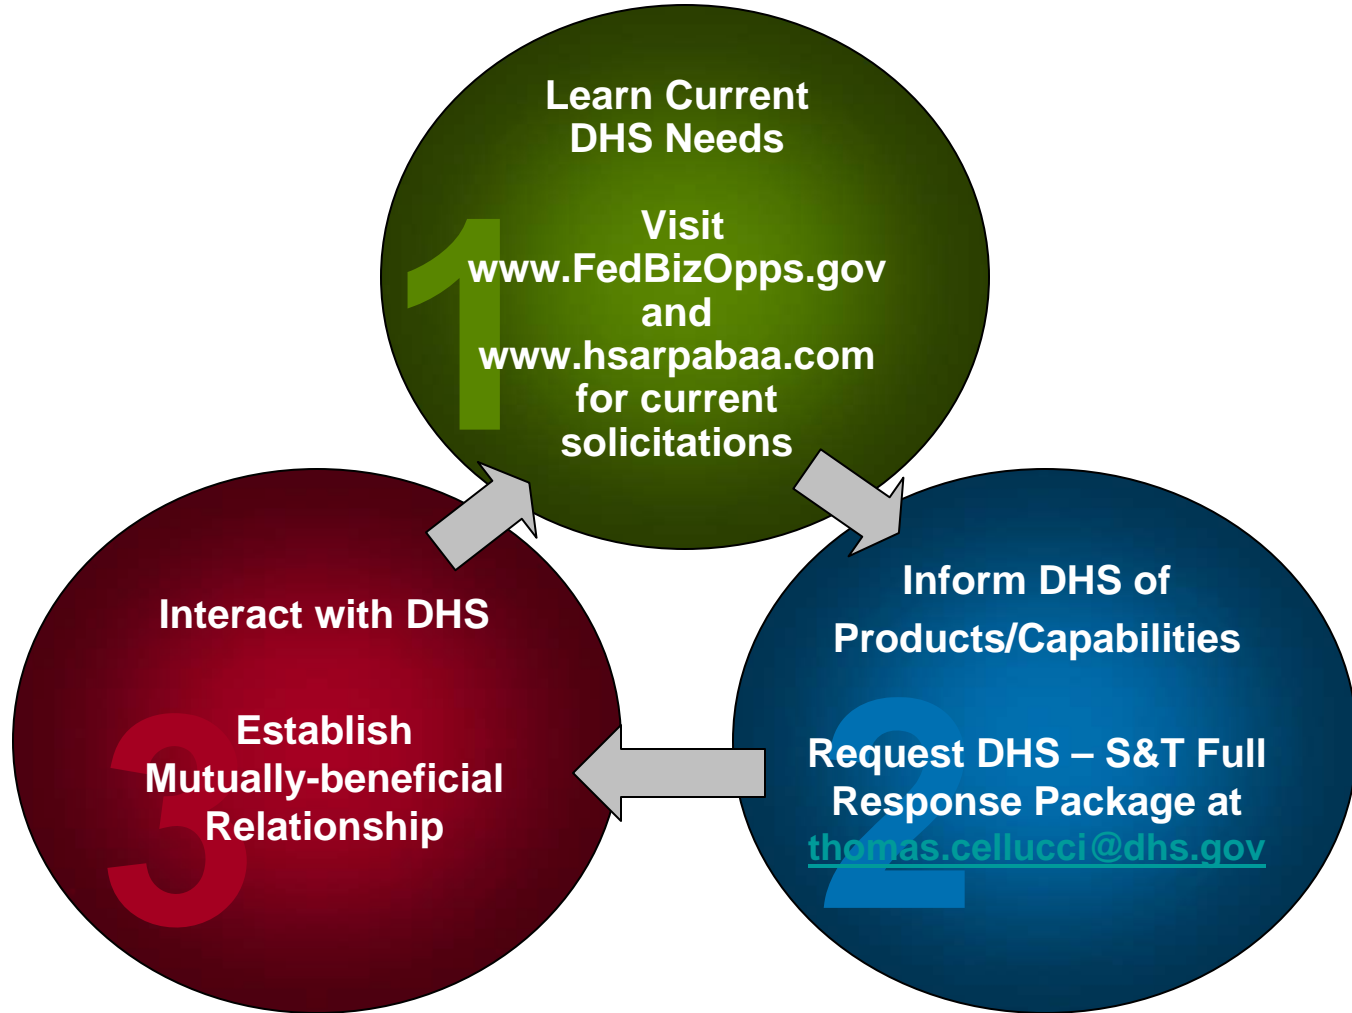 1
Learn Current
DHS Needs
Visit
www.FedBizOpps.gov
and
www.hsarpabaa.com
for current
solicitations
2
Inform DHS of
Products/Capabilities
Request DHS – S&T Full
Response Package at
thomas.cellucci@dhs.gov
3
Interact with DHS
Establish
Mutually-beneficial
Relationship